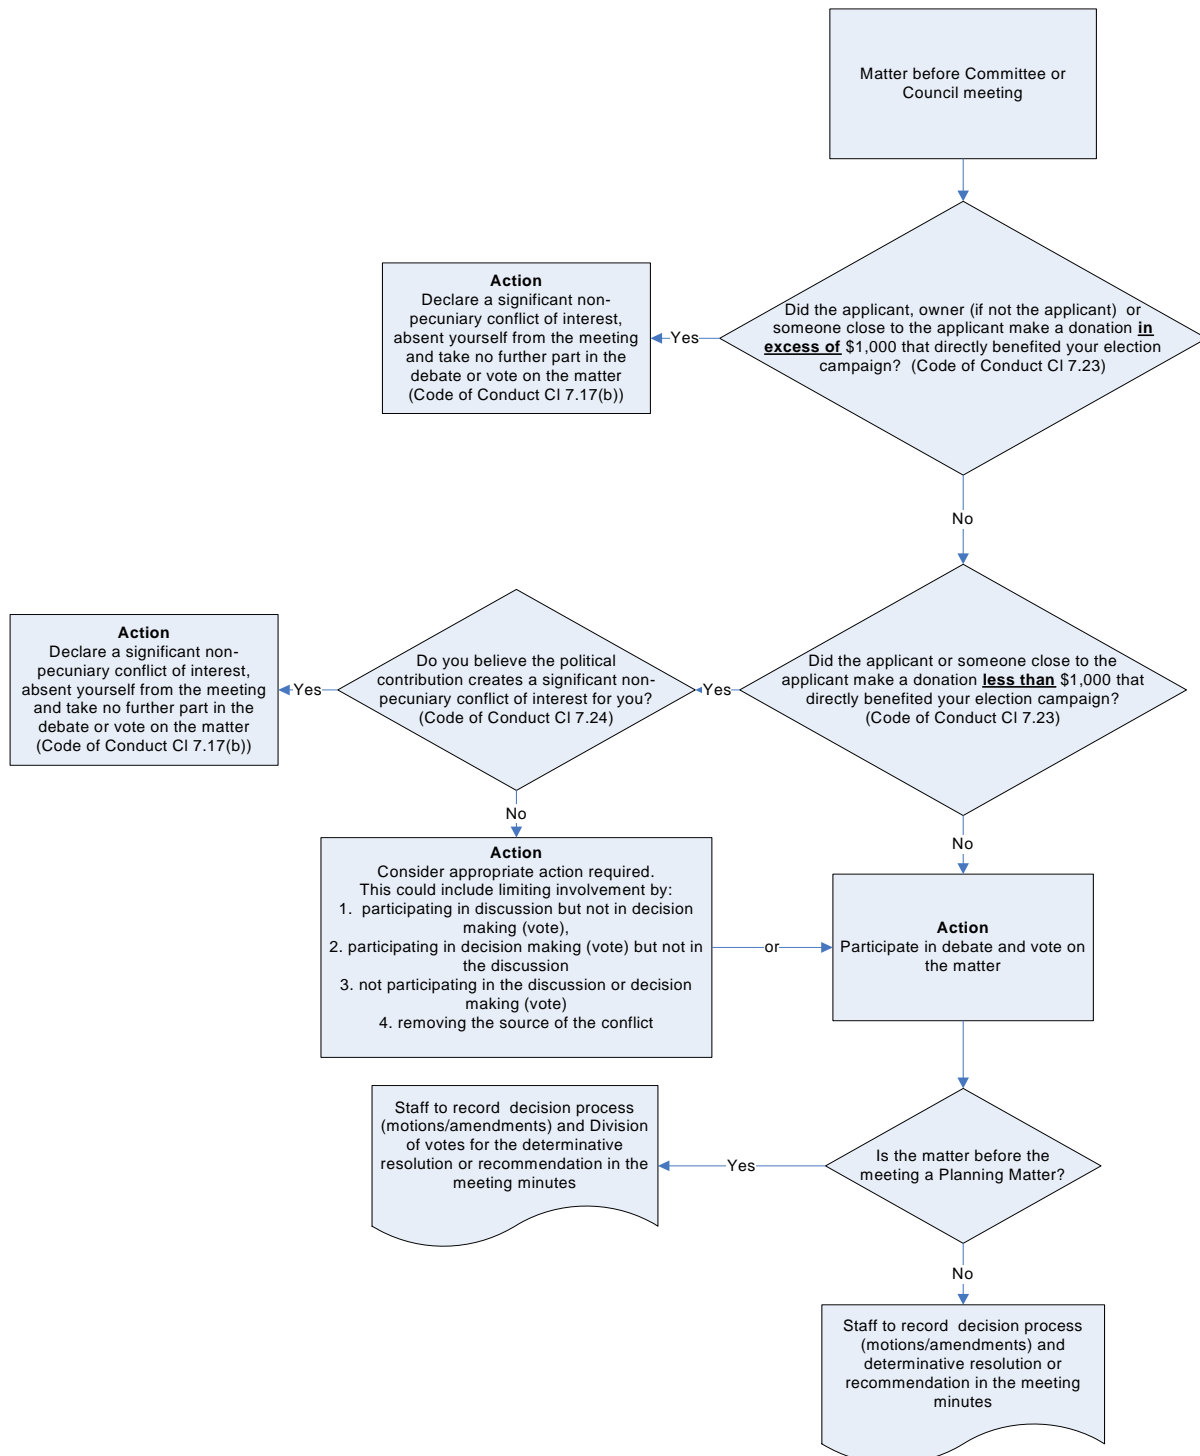 Matter before Committee or
Council meeting
Did the applicant, owner (if not the applicant)  or
someone close to the applicant make a donation in
excess of $1,000 that directly benefited your election
campaign?  (Code of Conduct Cl 7.23)
Yes
Action
Declare a significant non-
pecuniary conflict of interest,
absent yourself from the meeting
and take no further part in the
debate or vote on the matter
(Code of Conduct Cl 7.17(b))
No
Did the applicant or someone close to the
applicant make a donation less than $1,000 that
directly benefited your election campaign?
(Code of Conduct Cl 7.23)
Yes
Do you believe the political
contribution creates a significant non-
pecuniary conflict of interest for you?
(Code of Conduct Cl 7.24)
Yes
Action
Declare a significant non-
pecuniary conflict of interest,
absent yourself from the meeting
and take no further part in the
debate or vote on the matter
(Code of Conduct Cl 7.17(b))
No
Action
Consider appropriate action required.
This could include limiting involvement by:
1.  participating in discussion but not in decision
making (vote),
2. participating in decision making (vote) but not in
the discussion
3. not participating in the discussion or decision
making (vote)
4. removing the source of the conflict
or
No
Action
Participate in debate and vote on
the matter
Is the matter before the
meeting a Planning Matter?
Yes
Staff to record  decision process
(motions/amendments) and Division
of votes for the determinative
resolution or recommendation in the
meeting minutes
No
Staff to record  decision process
(motions/amendments) and
determinative resolution or
recommendation in the meeting
minutes